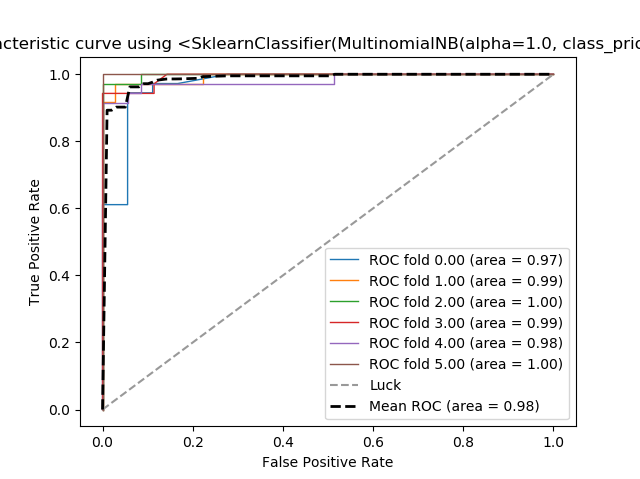 acteristic curve using <SklearnClassifier(MultinomialNB(alpha=1.0, class_prio
True Positive Rate
1.0
0.8
0.6
0.4
0.2
0.0
ROC fold 0.00 (area = 0.97)
ROC fold 1.00 (area = 0.99)
ROC fold 2.00 (area = 1.00)
ROC fold 3.00 (area = 0.99)
ROC fold 4.00 (area = 0.98)
ROC fold 5.00 (area = 1.00)
Luck
Mean ROC (area = 0.98)
0.0 0.2 0.4 0.6 0.8 1.0
False Positive Rate